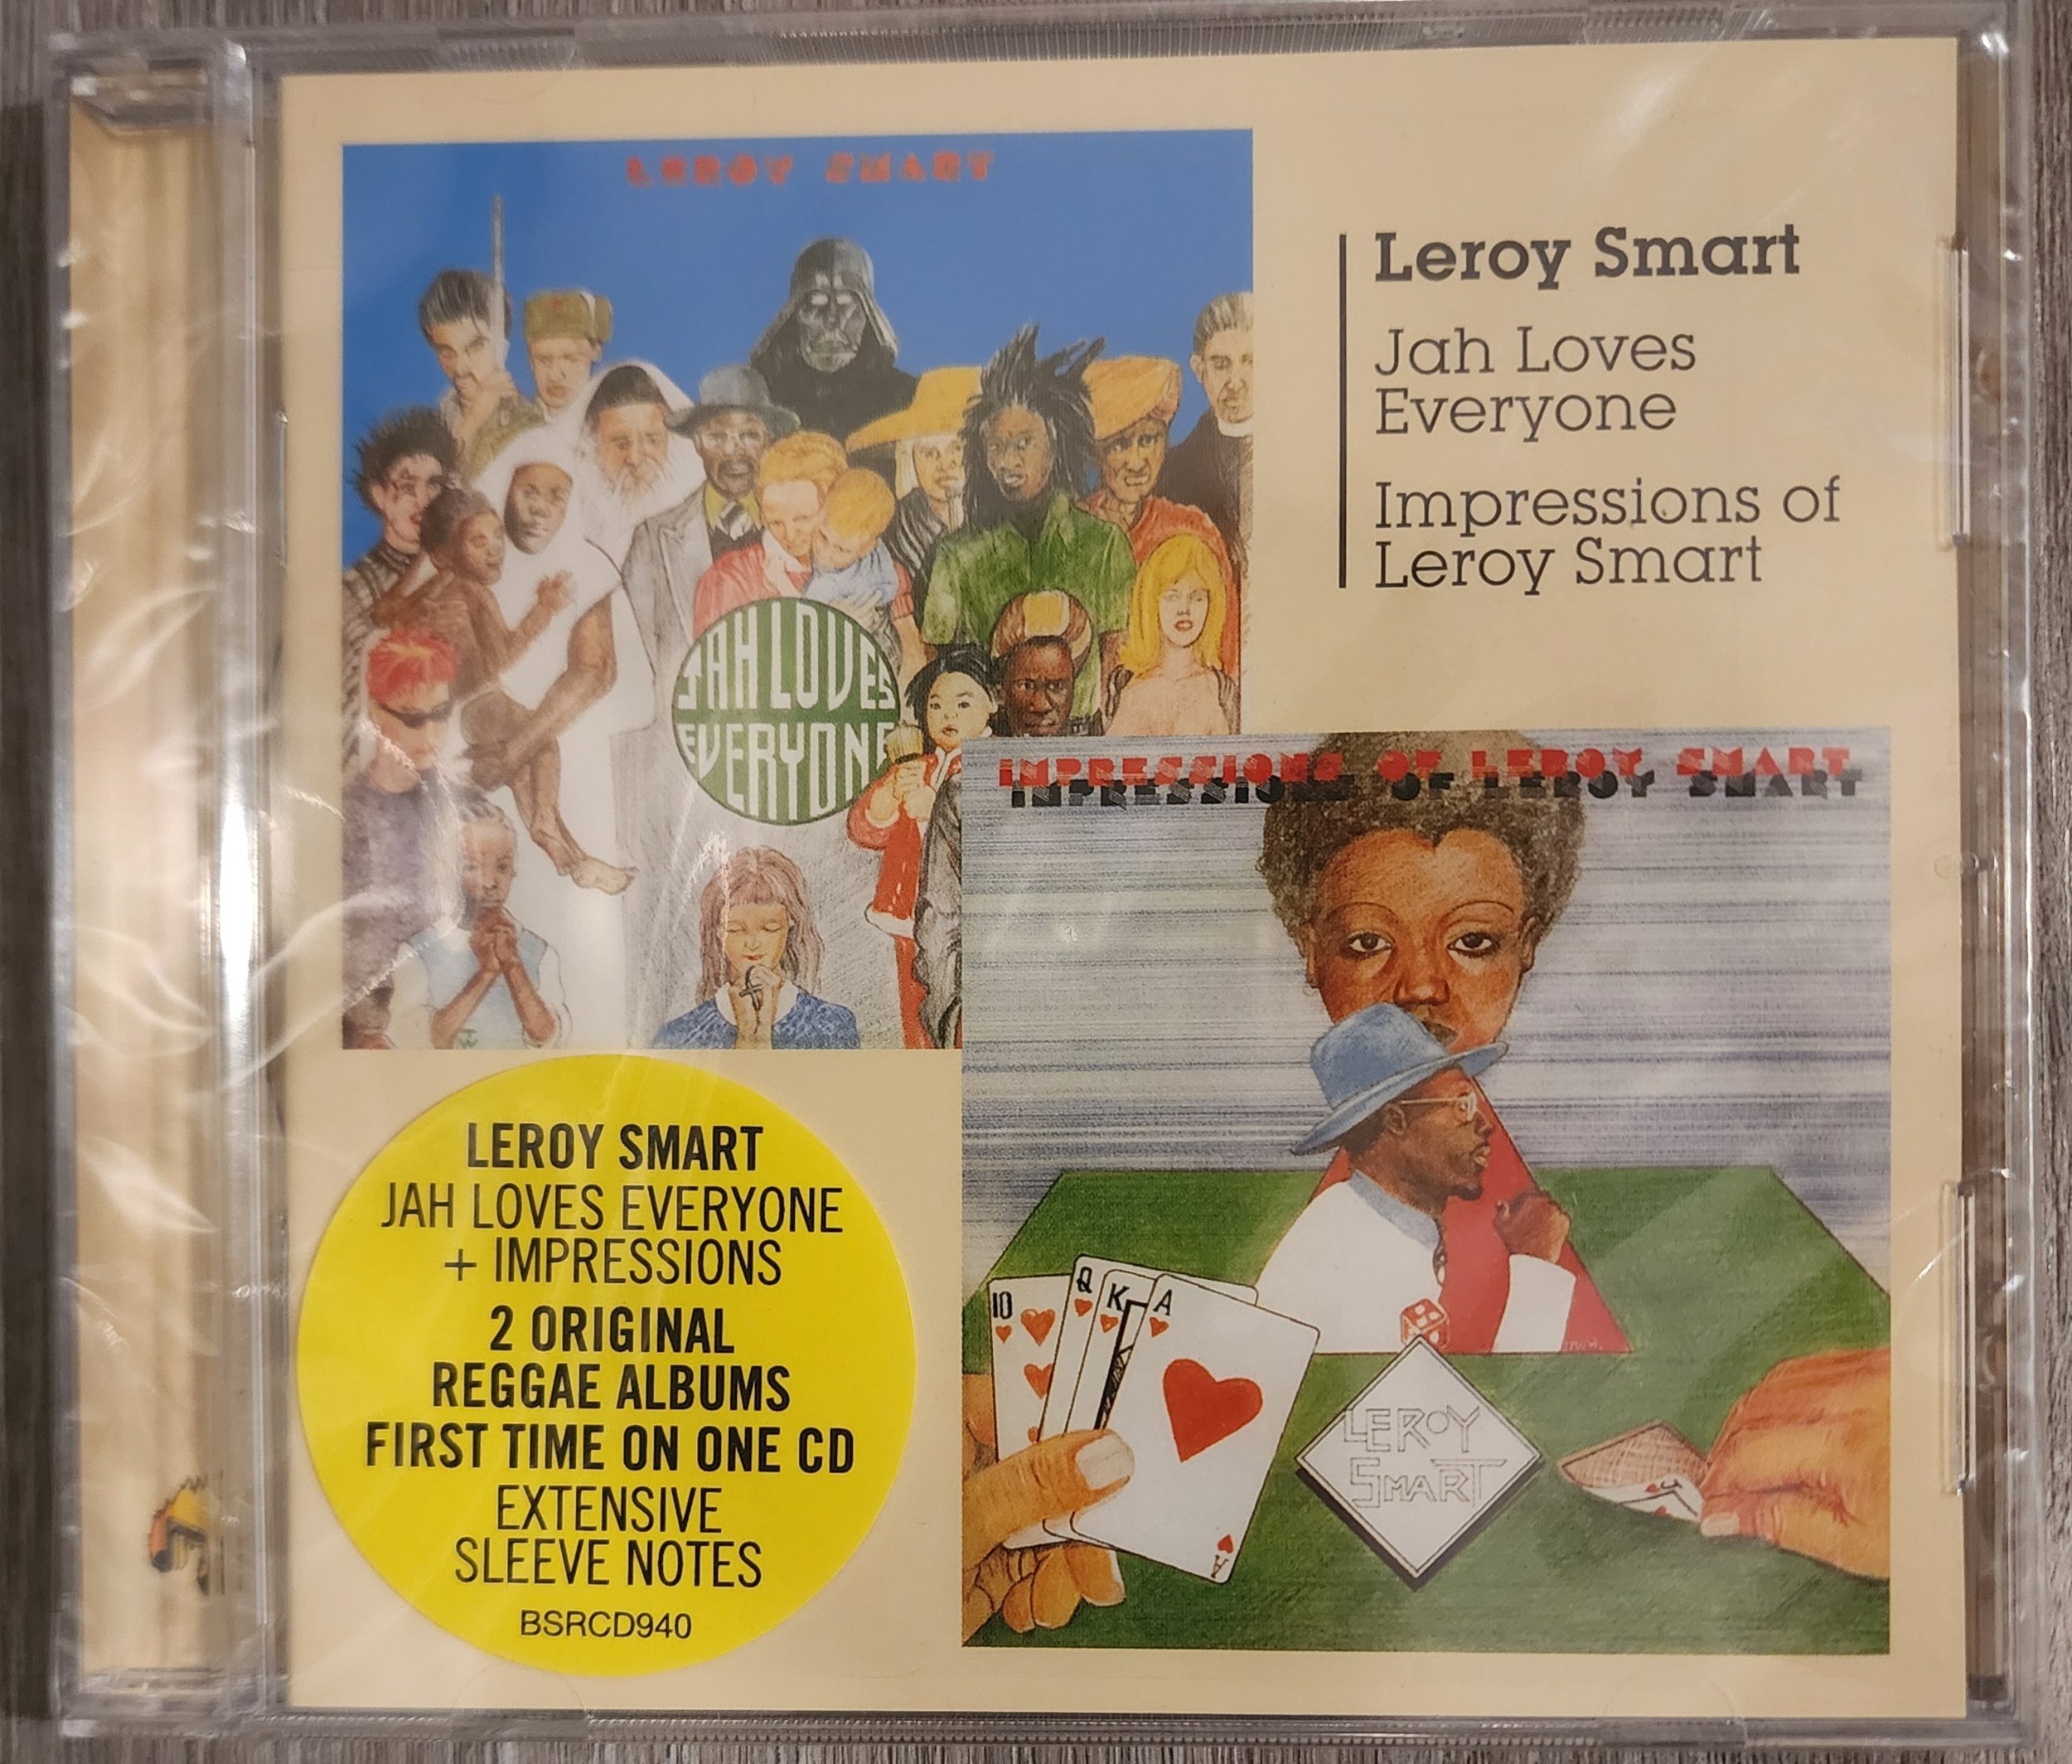 LEROY SMART
JAH LOVES
EVERYONE
Leroy Smart
Jah Loves
Everyone
Impressions of
Leroy Smart
IMPRESSIONS OF LEROY SMART
IMPRESSIONS OF LEROY SMART
10
Q
K
A
A
LEROY
SMART
LEROY SMART
JAH LOVES EVERYONE
+ IMPRESSIONS
2 ORIGINAL
REGGAE ALBUMS
FIRST TIME ON ONE CD
EXTENSIVE
SLEEVE NOTES
BSRCD940